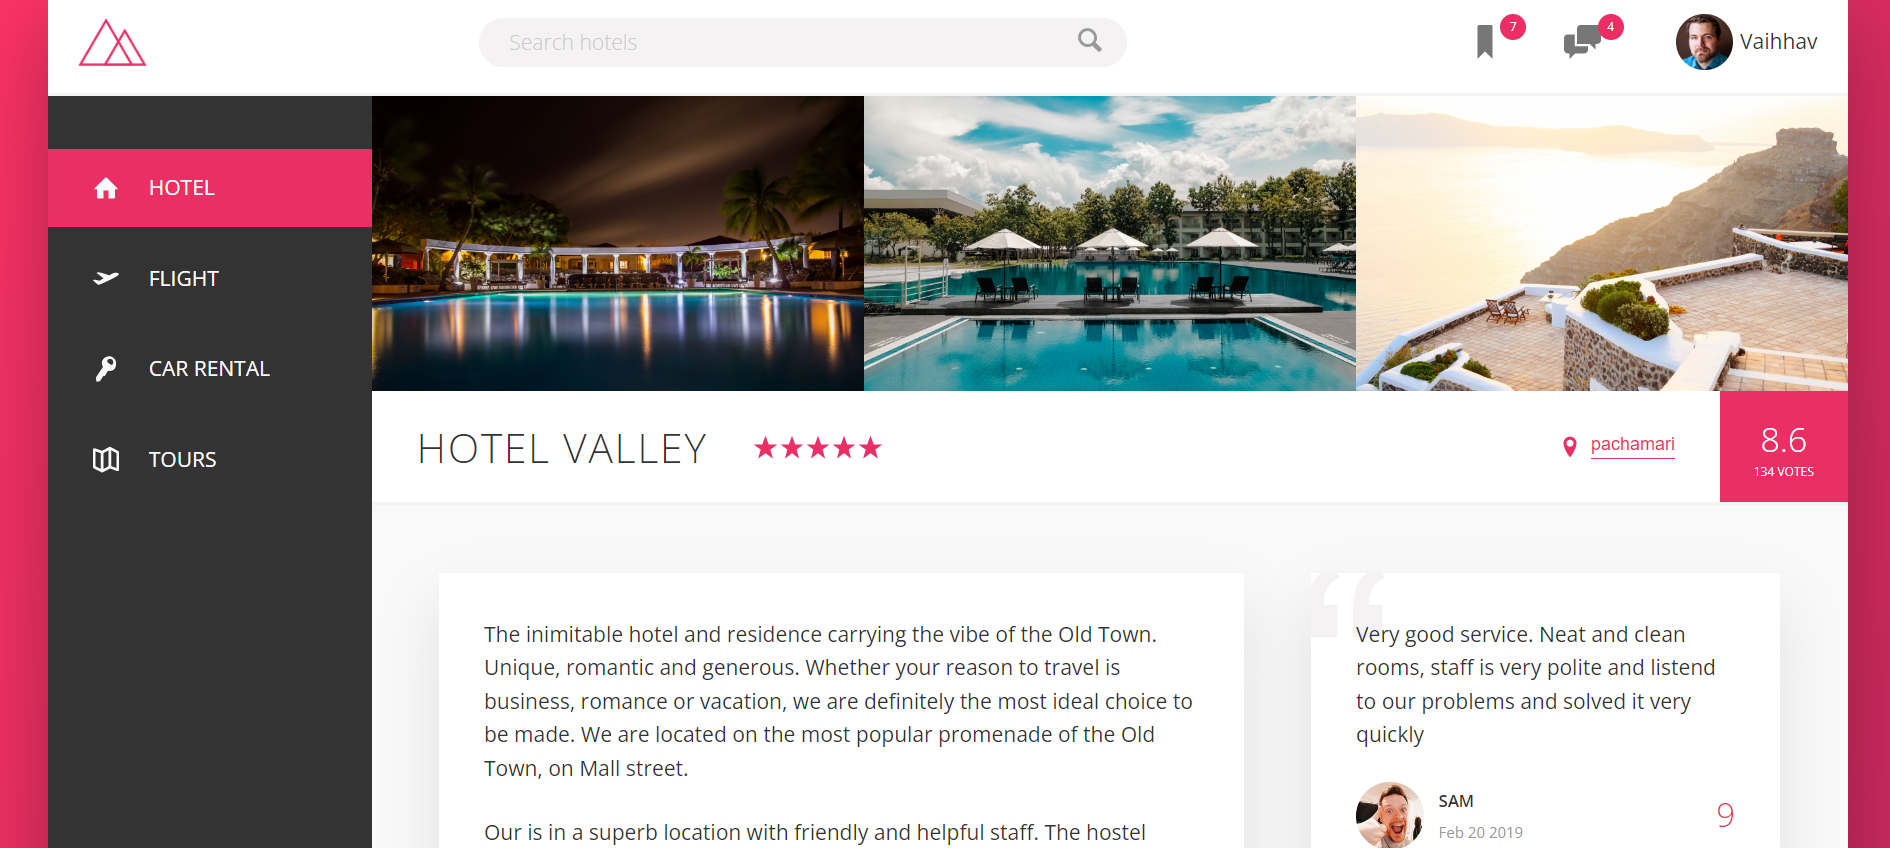 Search hotels
7
4
Vaihhav
HOTEL
FLIGHT
CAR RENTAL
TOURS
HOTEL VALLEY
pachamari
8.6
134 VOTES
The inimitable hotel and residence carrying the vibe of the Old Town.
Unique, romantic and generous. Whether your reason to travel is
business, romance or vacation, we are definitely the most ideal choice to
be made. We are located on the most popular promenade of the Old
Town, on Mall street.
Our is in a superb location with friendly and helpful staff. The hostel
“
Very good service. Neat and clean
rooms, staff is very polite and listend
to our problems and solved it very
quickly
SAM
Feb 20 2019
9